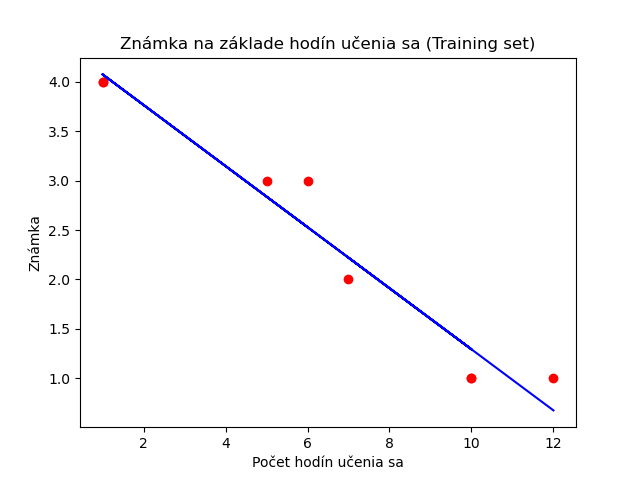 Známka na základe hodín učenia sa (Training set)
4.0
3.5
3.0
2.5
2.0
1.5
1.0
Známka
2 4 6 8 10 12
Počet hodín učenia sa